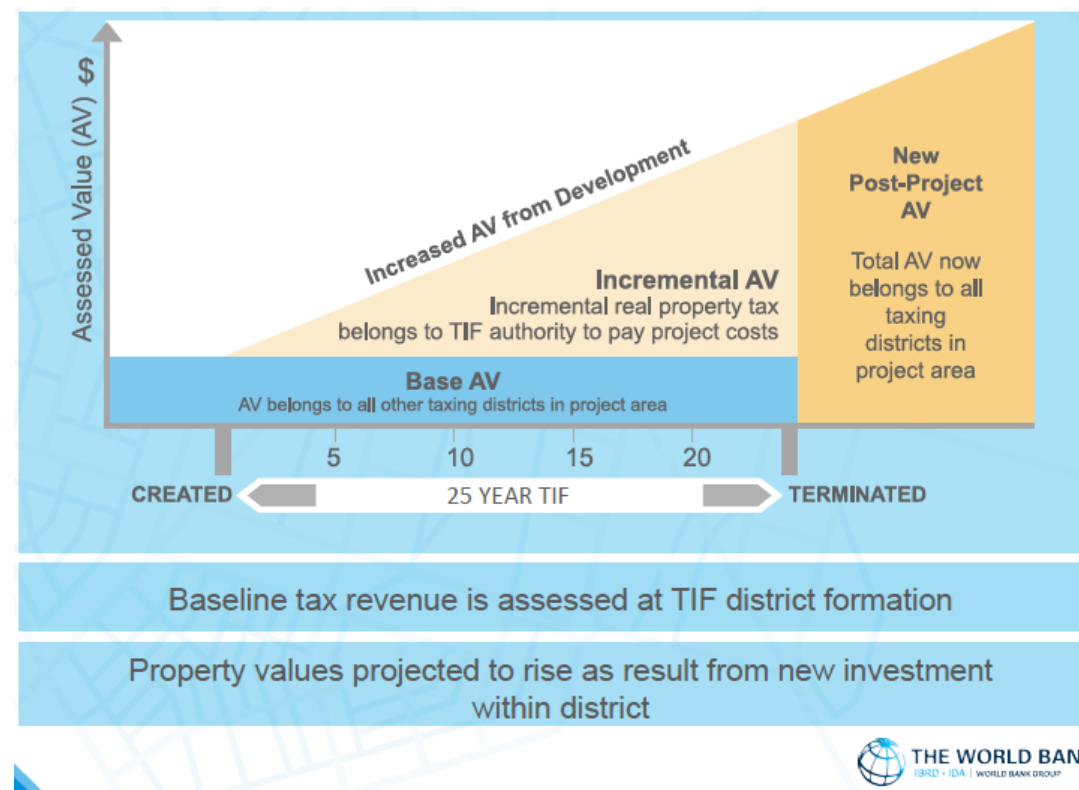 Assessed Value (AV) $
Increased AV from Development
Incremental AV
Incremental real property tax
belongs to TIF authority to pay project costs
Base AV
AV belongs to all other taxing districts in project area
New
Post-Project
AV
Total AV now
belongs to all
taxing
districts in
project area
5 10 15 20
CREATED 25 YEAR TIF TERMINATED
Baseline tax revenue is assessed at TIF district formation
Property values projected to rise as result from new investment
within district
THE WORLD BAN
IBRD • IDA | WORLD BANK GROUP